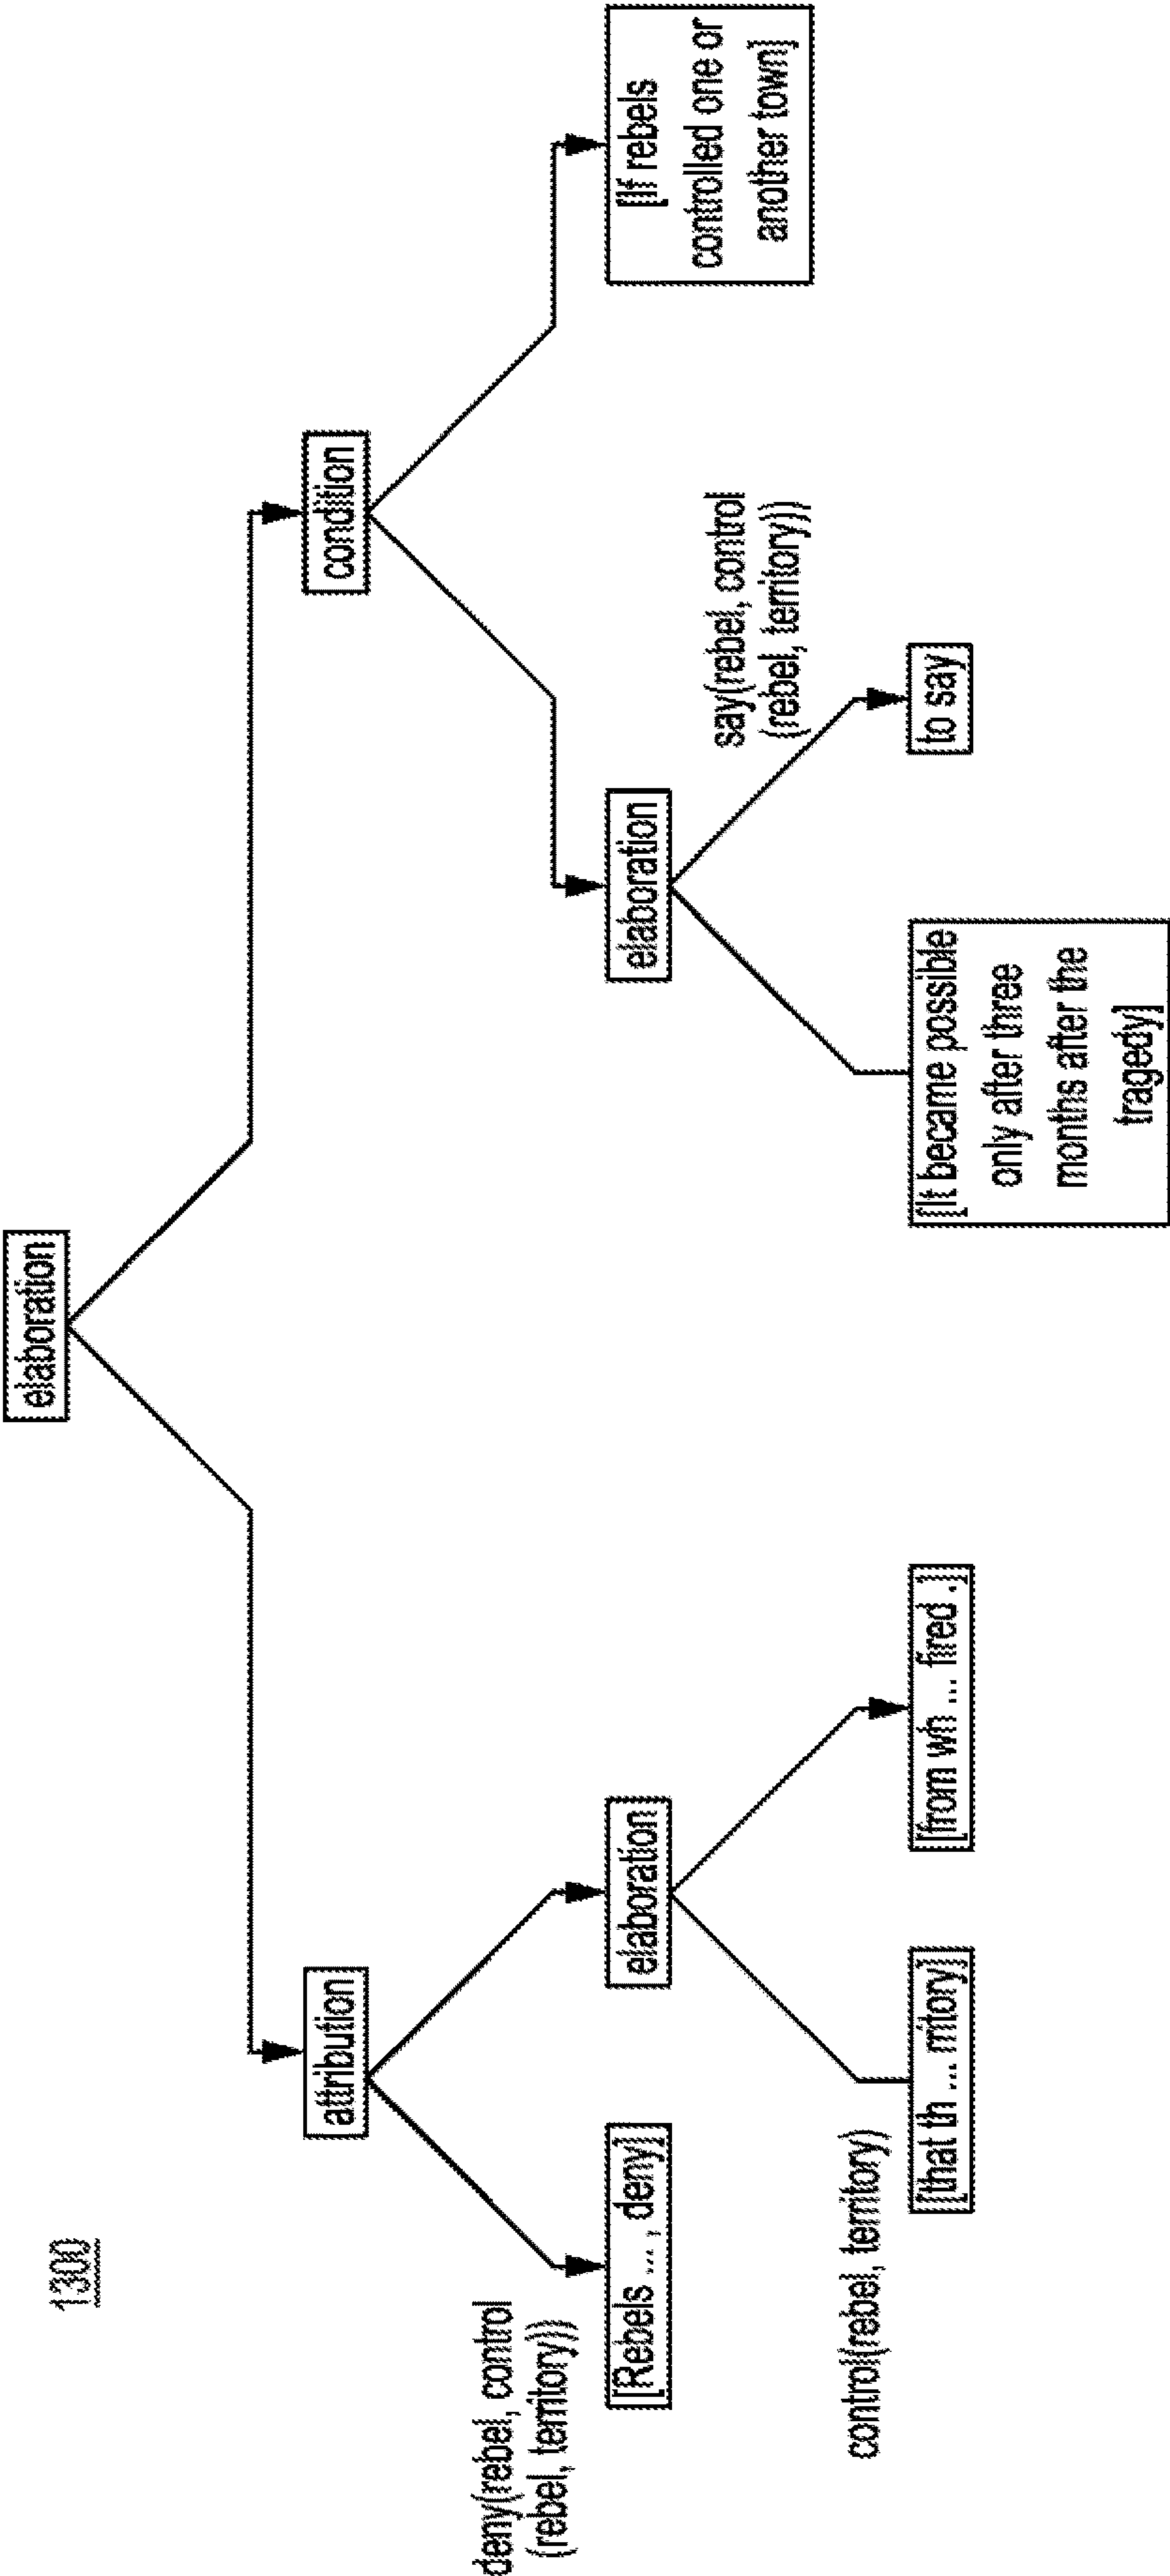 1300
elaboration
attribution
condition
deny(rebel, control
(rebel, territory))
[Rebels ... , deny]
elaboration
elaboration
say(rebel, control
(rebel, territory))
[If rebels
controlled one or
another town]
control(rebel, territory)
[that th ... rritory]
[from wh ... fired .]
[It became possible
only after three
months after the
tragedy]
to say